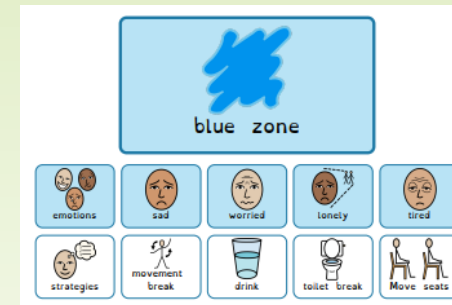 blue zone
emotions sad worried lonely tired
strategies movement break drink toilet break Move seats